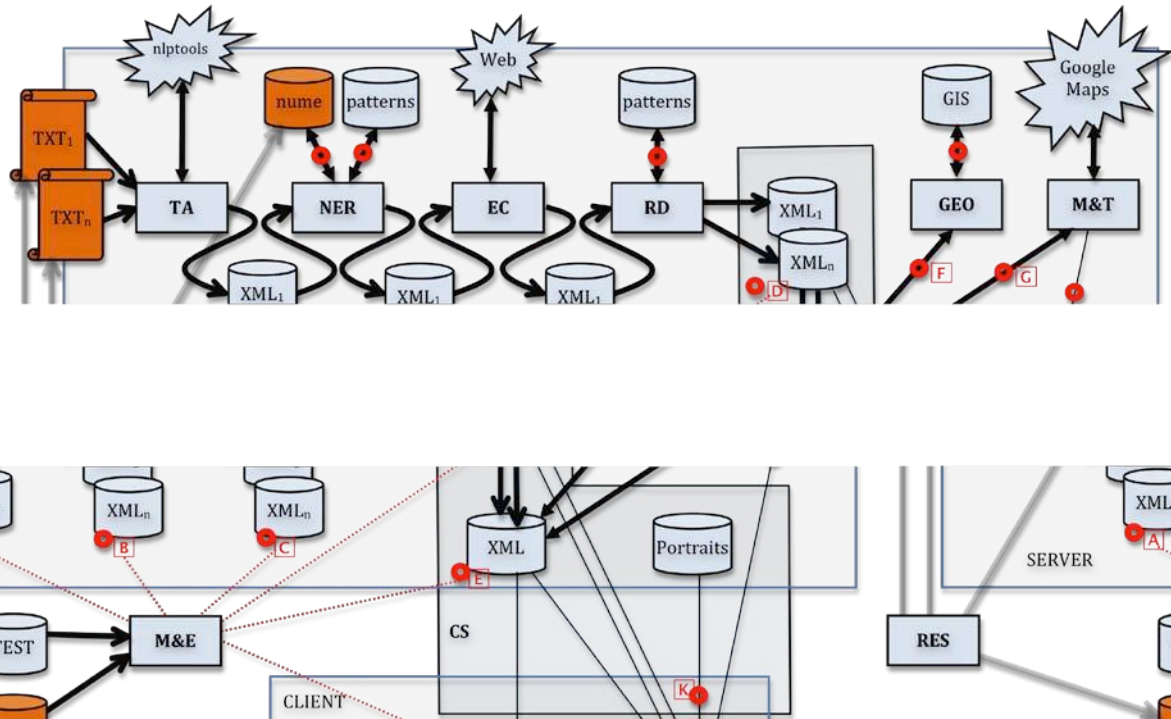 nlptools
Web
Google
Maps
nume
patterns
patterns
GIS
TXT₁
TXTₙ
TA
NER
EC
RD
GEO
M&T
XML₁
XMLₙ
XML₁
XML₁
XML₁
D
F
G
XMLₙ
XMLₙ
XML
B
C
XML
Portraits
E
A
SERVER
M&E
CS
RES
CLIENT
K